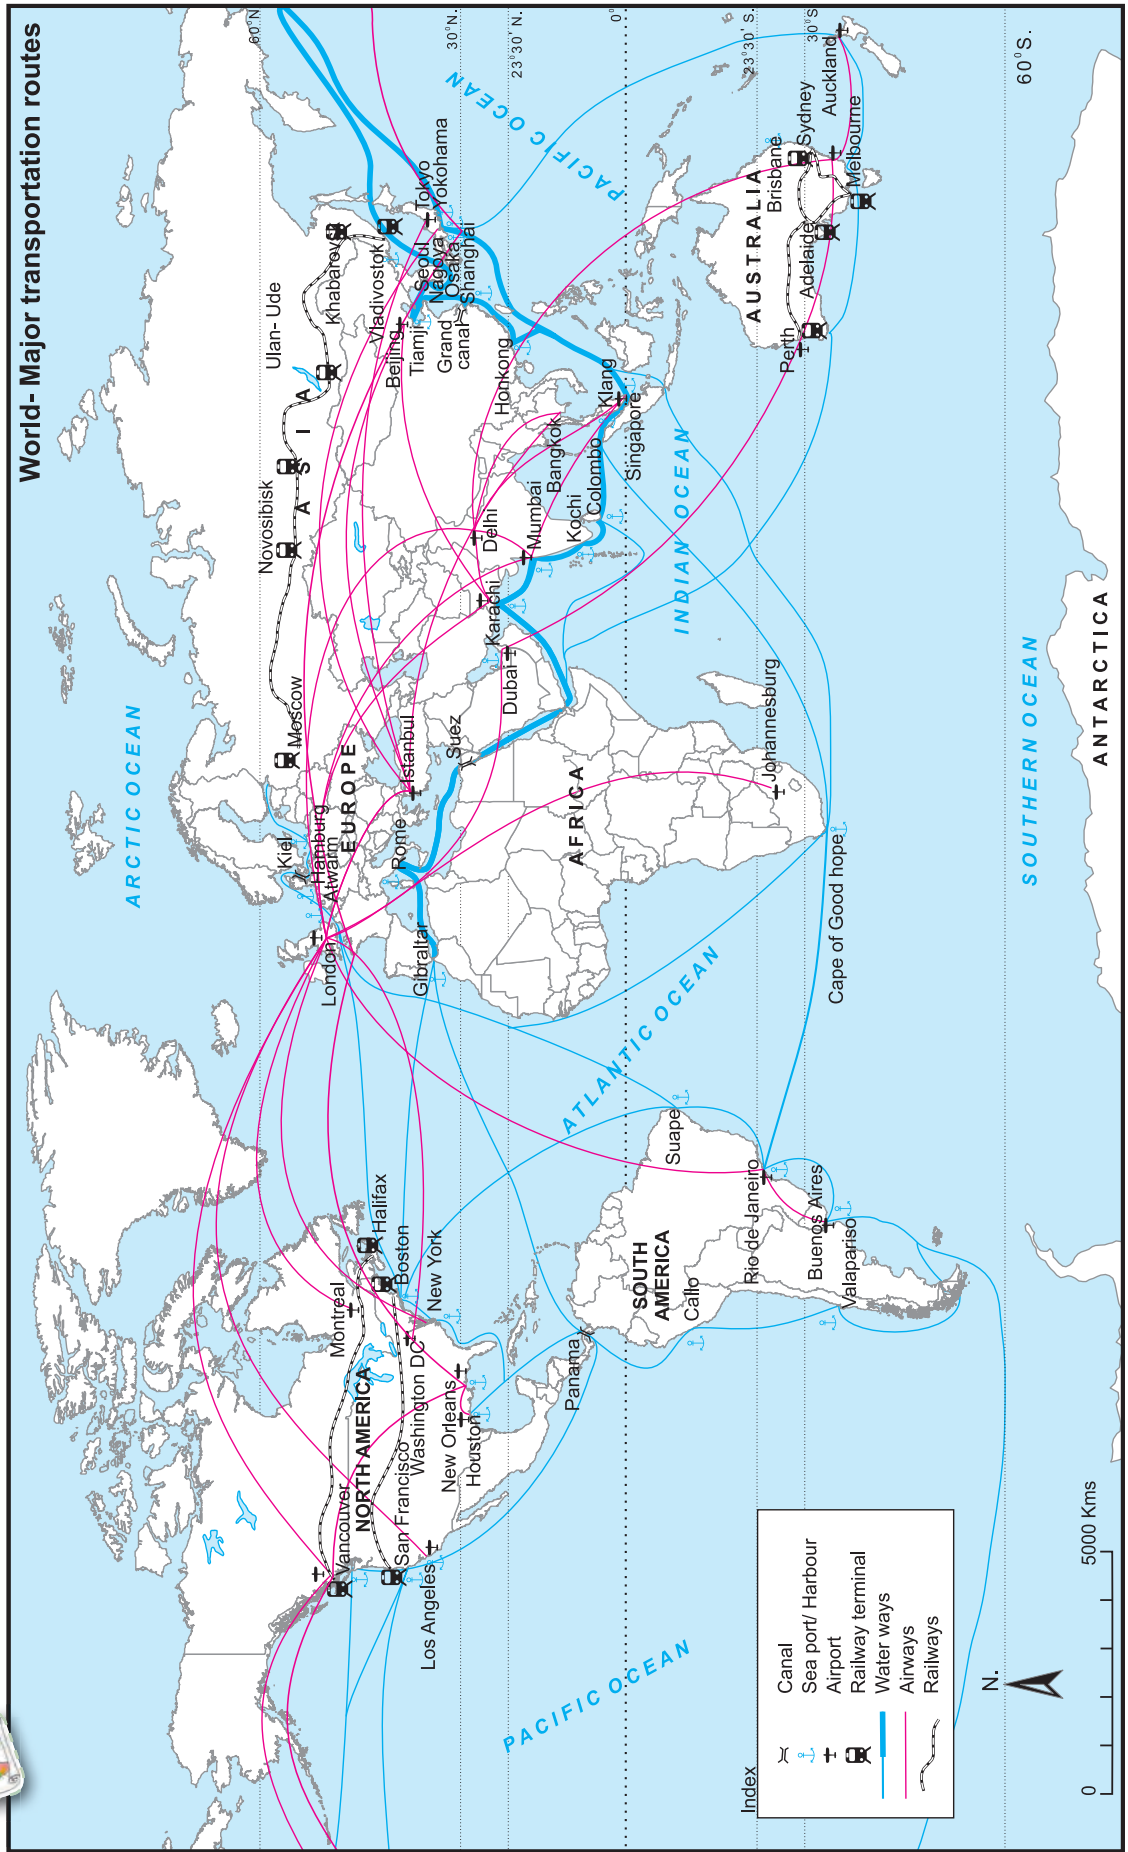 World- Major transportation routes
ARCTIC OCEAN
60°N
30°N.
23°30' N
0°
23°30' S.
30°S
60°S.
PACIFIC OCEAN
PACIFIC OCEAN
ATLANTIC OCEAN
INDIAN OCEAN
SOUTHERN OCEAN
NORTH AMERICA
SOUTH
AMERICA
EUROPE
AFRICA
ASIA
AUSTRALIA
ANTARCTICA
Vancouver
San Francisco
Los Angeles
Montreal
Halifax
Boston
New York
Washington DC
New Orleans
Houston
Panama
Callo
Suape
Rio de Janeiro
Buenos Aires
Valapariso
London
Kiel
Hamburg
Atwarm
Gibraltar
Rome
Istanbul
Moscow
Suez
Dubai
Johannesburg
Cape of Good hope
Novosibisk
Ulan- Ude
Khabarov
Vladivostok
Beijing
Tiamji
Grand
canal
Seoul
Nagoya
Osaka
Shanghai
Tokyo
Yokohama
Honkong
Karachi
Delhi
Mumbai
Kochi
Colombo
Bangkok
Klang
Singapore
Perth
Adelaide
Brisbane
Sydney
Melbourne
Auckland
Index
Canal
Sea port/ Harbour
Airport
Railway terminal
Water ways
Airways
Railways
N.
0
5000 Kms